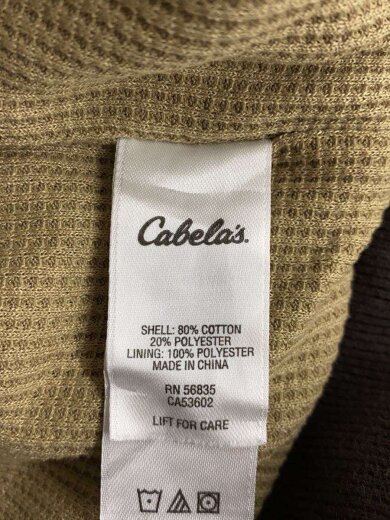 Cabela's.
SHELL: 80% COTTON
20% POLYESTER
LINING: 100% POLYESTER
MADE IN CHINA
RN 56835
CA53602
LIFT FOR CARE